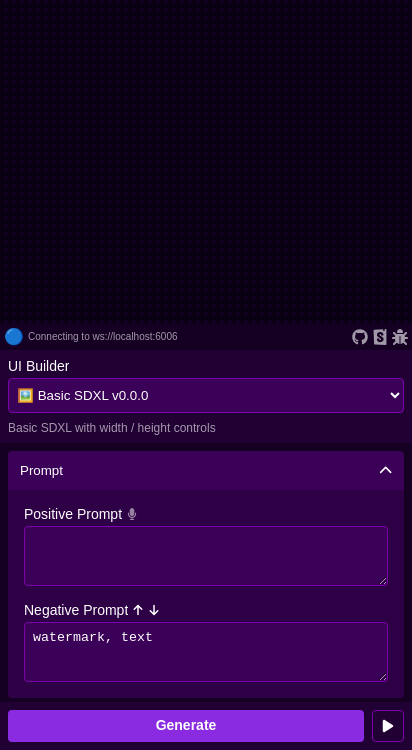 Connecting to ws://localhost:6006
UI Builder
Basic SDXL v0.0.0
Basic SDXL with width / height controls
Prompt
Positive Prompt
Negative Prompt
watermark, text
Generate